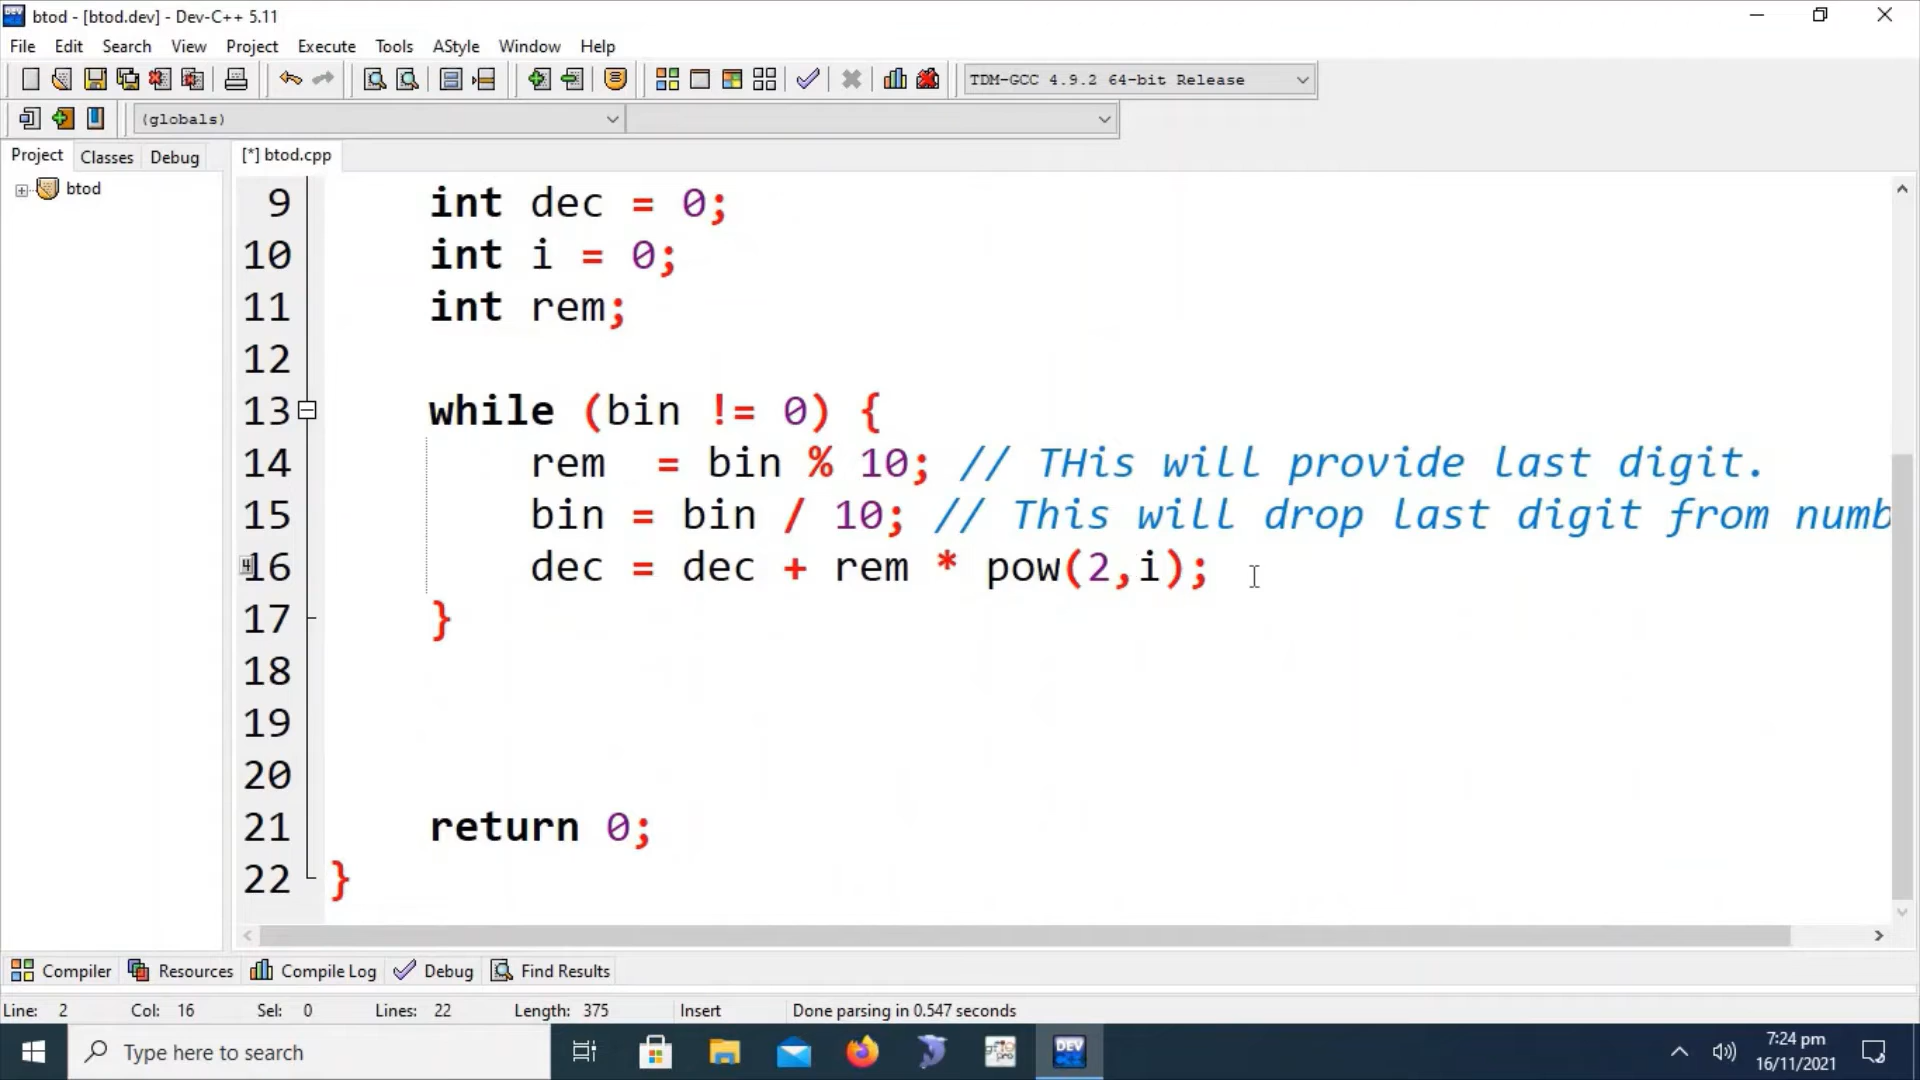 btod - [btod.dev] - Dev-C++ 5.11
File Edit Search View Project Execute Tools AStyle Window Help
TDM-GCC 4.9.2 64-bit Release
(globals)
Project Classes Debug [*] btod.cpp
btod
9 int dec = 0;
10 int i = 0;
11 int rem;
12
13 while (bin != 0) {
14 rem  = bin % 10; // THis will provide last digit.
15 bin = bin / 10; // This will drop last digit from numb
16 dec = dec + rem * pow(2,i);
17 }
18
19
20
21 return 0;
22 }
Compiler Resources Compile Log Debug Find Results
Line: 2 Col: 16 Sel: 0 Lines: 22 Length: 375 Insert Done parsing in 0.547 seconds
Type here to search
DEV
7:24 pm
16/11/2021